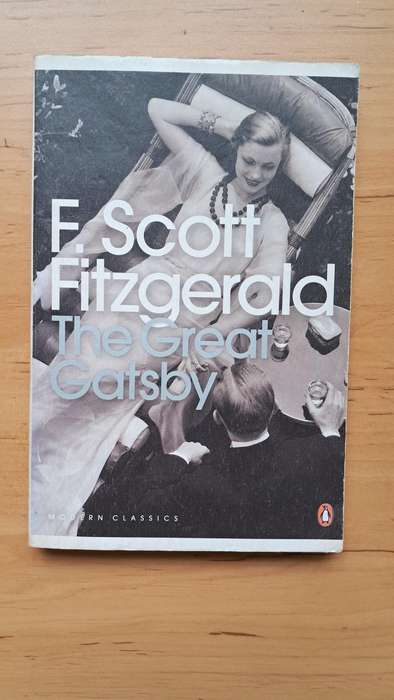 F. Scott
Fitzgerald
The Great
Gatsby
MODERN CLASSICS